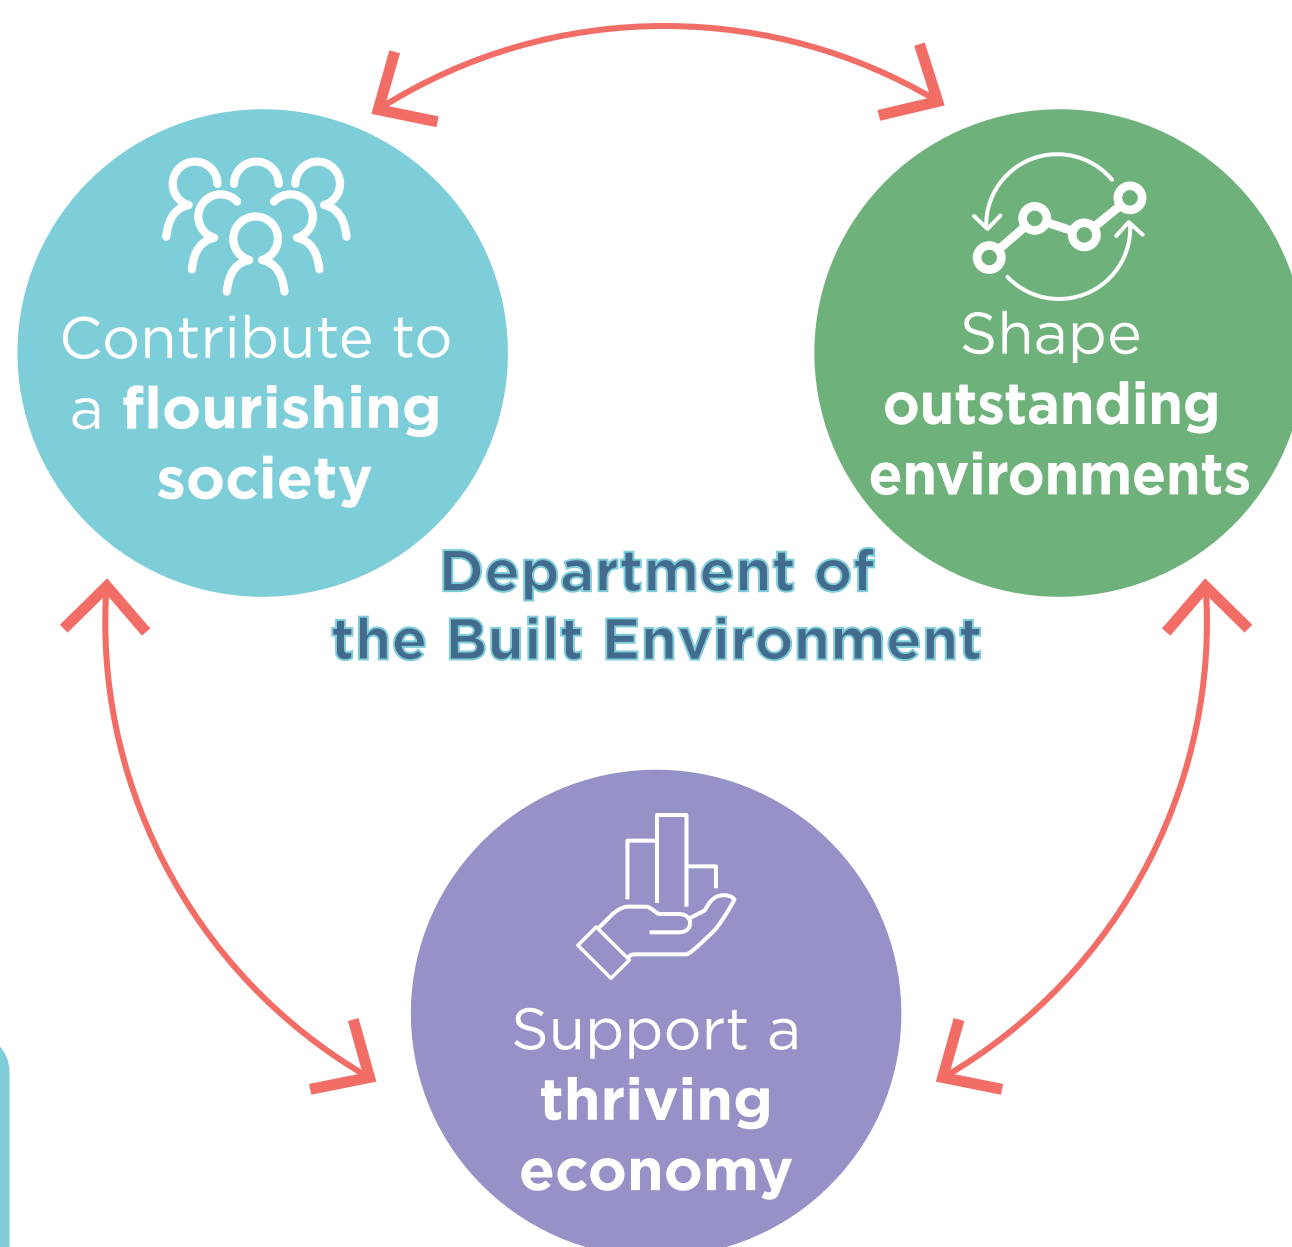 Contribute to
a flourishing
society
Shape
outstanding
environments
Department of
the Built Environment
Support a
thriving
economy